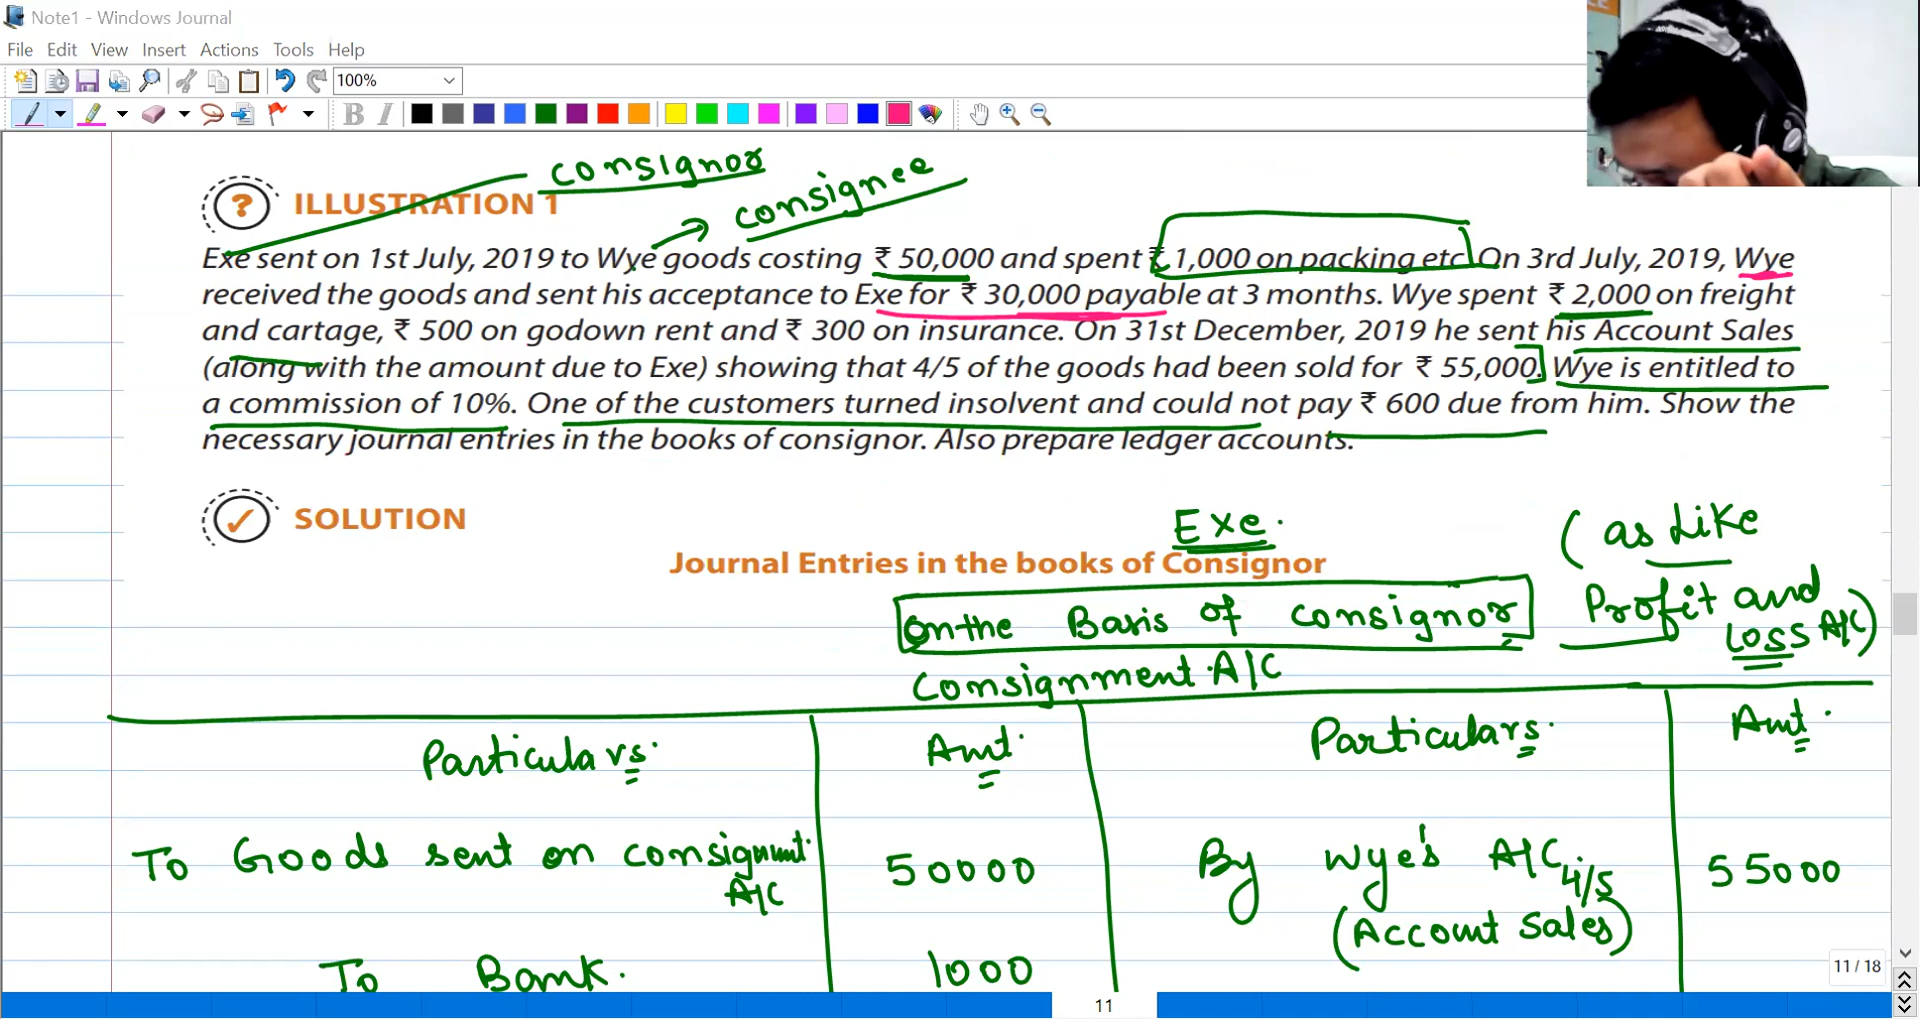 Note1 - Windows Journal
File Edit View Insert Actions Tools Help
100%
B I
consignor
consignee
? ILLUSTRATION 1
Exe sent on 1st July, 2019 to Wye goods costing ₹ 50,000 and spent ₹ 1,000 on packing etc. On 3rd July, 2019, Wye
received the goods and sent his acceptance to Exe for ₹ 30,000 payable at 3 months. Wye spent ₹ 2,000 on freight
and cartage, ₹ 500 on godown rent and ₹ 300 on insurance. On 31st December, 2019 he sent his Account Sales
(along with the amount due to Exe) showing that 4/5 of the goods had been sold for ₹ 55,000. Wye is entitled to
a commission of 10%. One of the customers turned insolvent and could not pay ₹ 600 due from him. Show the
necessary journal entries in the books of consignor. Also prepare ledger accounts.
SOLUTION
Exe.
(as Like
Profit and
Loss A/C)
Journal Entries in the books of Consignor
on the Basis of consignor
Consignment A/C
Particulars Amt. Particulars Amt.
To Goods sent on consignment A/C 50000 By Wye's A/C 4/5 55000
(Account Sales)
To Bank. 1000
11 / 18
11